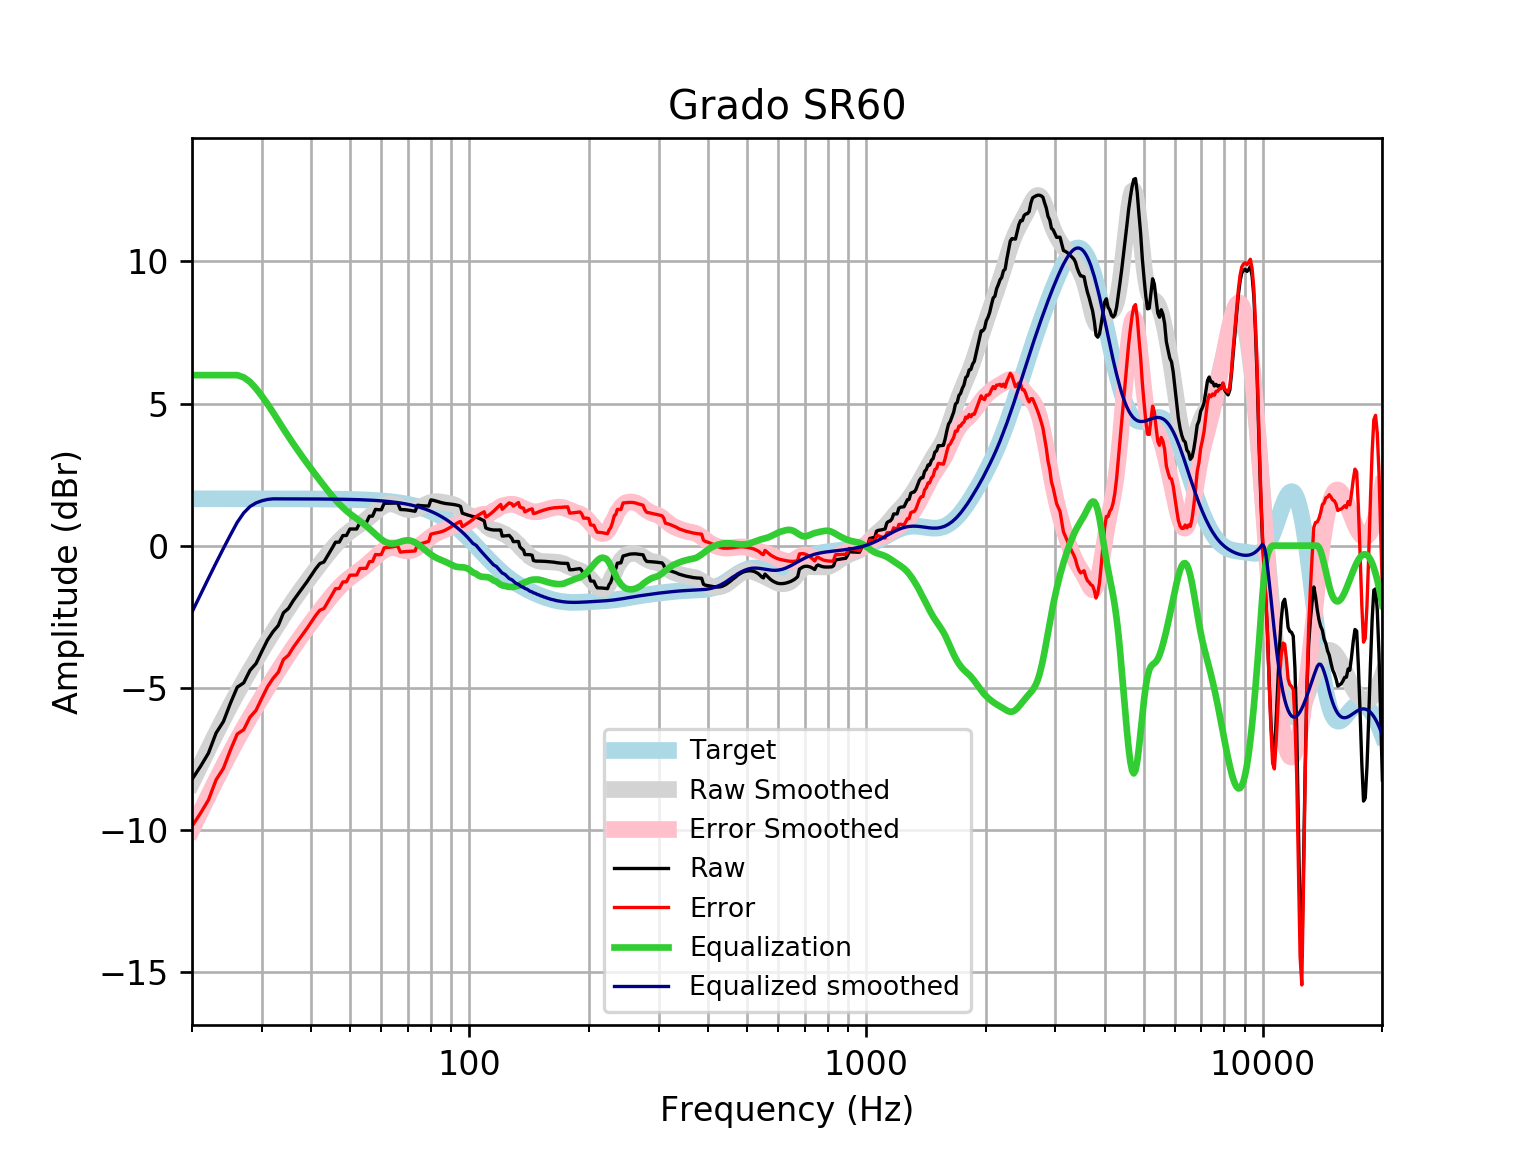 Grado SR60
Amplitude (dBr)
10
5
0
−5
−10
−15
Target
Raw Smoothed
Error Smoothed
Raw
Error
Equalization
Equalized smoothed
100
1000
10000
Frequency (Hz)